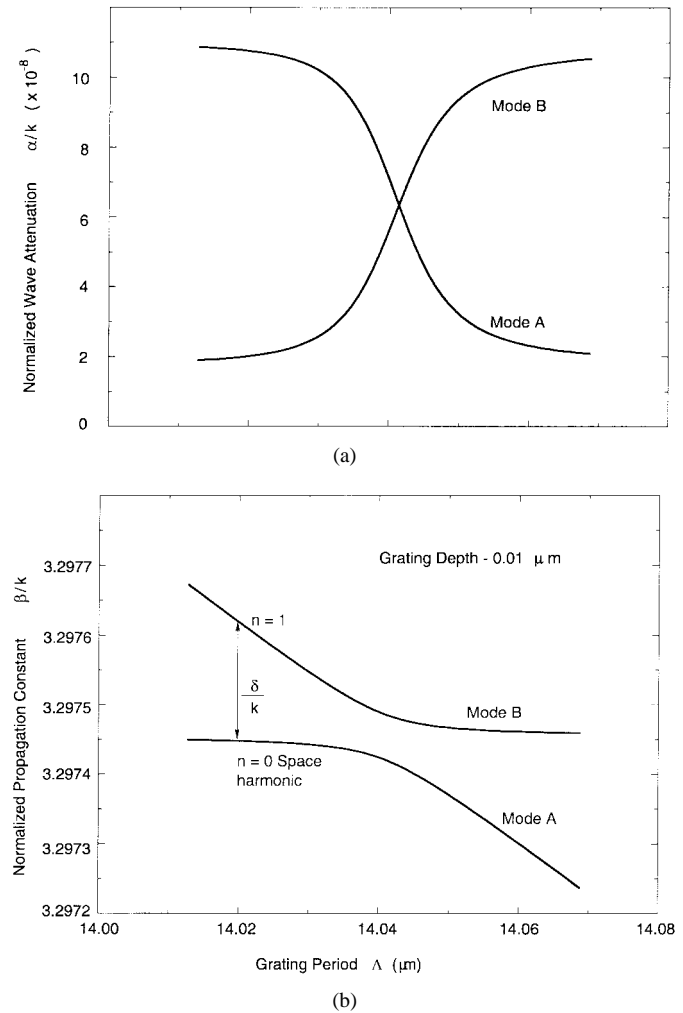 Normalized Wave Attenuation α/k ( x 10⁻⁸ )
10
8
6
4
2
0
Mode B
Mode A
(a)
Normalized Propagation Constant β/k
3.2977
3.2976
3.2975
3.2974
3.2973
3.2972
Grating Depth - 0.01 μm
n = 1
δ
k
n = 0 Space
harmonic
Mode B
Mode A
14.00
14.02
14.04
14.06
14.08
Grating Period Λ (μm)
(b)